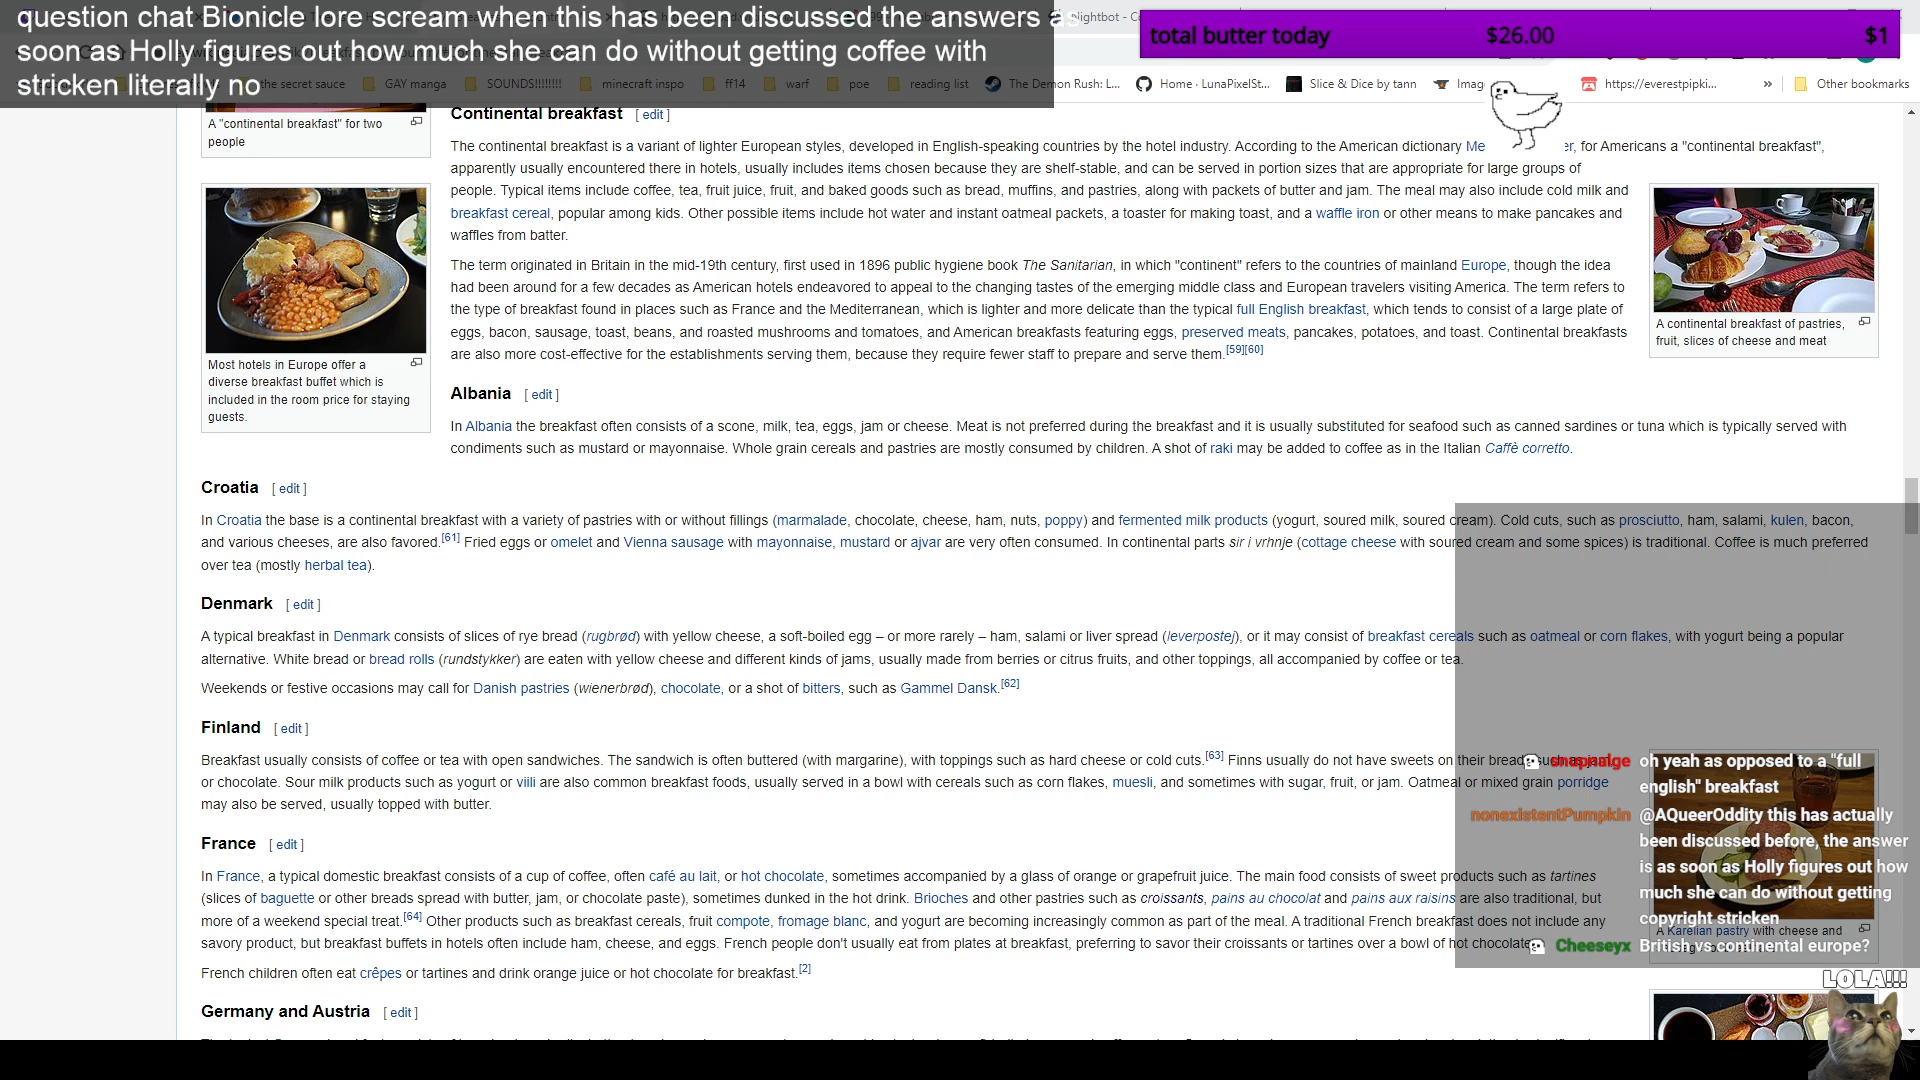 question chat Bionicle lore scream when this has been discussed the answers as
soon as Holly figures out how much she can do without getting coffee with
stricken literally no
total butter today $26.00 $1
the secret sauce GAY manga SOUNDS!!!!!!!! minecraft inspo ff14 warf poe reading list The Demon Rush: L... Home · LunaPixelSt... Slice & Dice by tann Imag https://everestpipki... » Other bookmarks
A "continental breakfast" for two
people
Continental breakfast [ edit ]
The continental breakfast is a variant of lighter European styles, developed in English-speaking countries by the hotel industry. According to the American dictionary Me er, for Americans a "continental breakfast",
apparently usually encountered there in hotels, usually includes items chosen because they are shelf-stable, and can be served in portion sizes that are appropriate for large groups of
people. Typical items include coffee, tea, fruit juice, fruit, and baked goods such as bread, muffins, and pastries, along with packets of butter and jam. The meal may also include cold milk and
breakfast cereal, popular among kids. Other possible items include hot water and instant oatmeal packets, a toaster for making toast, and a waffle iron or other means to make pancakes and
waffles from batter.
The term originated in Britain in the mid-19th century, first used in 1896 public hygiene book The Sanitarian, in which "continent" refers to the countries of mainland Europe, though the idea
had been around for a few decades as American hotels endeavored to appeal to the changing tastes of the emerging middle class and European travelers visiting America. The term refers to
the type of breakfast found in places such as France and the Mediterranean, which is lighter and more delicate than the typical full English breakfast, which tends to consist of a large plate of
eggs, bacon, sausage, toast, beans, and roasted mushrooms and tomatoes, and American breakfasts featuring eggs, preserved meats, pancakes, potatoes, and toast. Continental breakfasts
are also more cost-effective for the establishments serving them, because they require fewer staff to prepare and serve them.[59][60]
A continental breakfast of pastries,
fruit, slices of cheese and meat
Most hotels in Europe offer a
diverse breakfast buffet which is
included in the room price for staying
guests.
Albania [ edit ]
In Albania the breakfast often consists of a scone, milk, tea, eggs, jam or cheese. Meat is not preferred during the breakfast and it is usually substituted for seafood such as canned sardines or tuna which is typically served with
condiments such as mustard or mayonnaise. Whole grain cereals and pastries are mostly consumed by children. A shot of raki may be added to coffee as in the Italian Caffè corretto.
Croatia [ edit ]
In Croatia the base is a continental breakfast with a variety of pastries with or without fillings (marmalade, chocolate, cheese, ham, nuts, poppy) and fermented milk products (yogurt, soured milk, soured cream). Cold cuts, such as prosciutto, ham, salami, kulen, bacon,
and various cheeses, are also favored.[61] Fried eggs or omelet and Vienna sausage with mayonnaise, mustard or ajvar are very often consumed. In continental parts sir i vrhnje (cottage cheese with soured cream and some spices) is traditional. Coffee is much preferred
over tea (mostly herbal tea).
Denmark [ edit ]
A typical breakfast in Denmark consists of slices of rye bread (rugbrød) with yellow cheese, a soft-boiled egg – or more rarely – ham, salami or liver spread (leverpostej), or it may consist of breakfast cereals such as oatmeal or corn flakes, with yogurt being a popular
alternative. White bread or bread rolls (rundstykker) are eaten with yellow cheese and different kinds of jams, usually made from berries or citrus fruits, and other toppings, all accompanied by coffee or tea.
Weekends or festive occasions may call for Danish pastries (wienerbrød), chocolate, or a shot of bitters, such as Gammel Dansk.[62]
Finland [ edit ]
Breakfast usually consists of coffee or tea with open sandwiches. The sandwich is often buttered (with margarine), with toppings such as hard cheese or cold cuts.[63] Finns usually do not have sweets on their bread such as jam
or chocolate. Sour milk products such as yogurt or viili are also common breakfast foods, usually served in a bowl with cereals such as corn flakes, muesli, and sometimes with sugar, fruit, or jam. Oatmeal or mixed grain porridge
may also be served, usually topped with butter.
France [ edit ]
In France, a typical domestic breakfast consists of a cup of coffee, often café au lait, or hot chocolate, sometimes accompanied by a glass of orange or grapefruit juice. The main food consists of sweet products such as tartines
(slices of baguette or other breads spread with butter, jam, or chocolate paste), sometimes dunked in the hot drink. Brioches and other pastries such as croissants, pains au chocolat and pains aux raisins are also traditional, but
more of a weekend special treat.[64] Other products such as breakfast cereals, fruit compote, fromage blanc, and yogurt are becoming increasingly common as part of the meal. A traditional French breakfast does not include any
savory product, but breakfast buffets in hotels often include ham, cheese, and eggs. French people don't usually eat from plates at breakfast, preferring to savor their croissants or tartines over a bowl of hot chocolate
French children often eat crêpes or tartines and drink orange juice or hot chocolate for breakfast.[2]
Germany and Austria [ edit ]
oh yeah as opposed to a "full
english" breakfast
nonexistentPumpkin @AQueerOddity this has actually
been discussed before, the answer
is as soon as Holly figures out how
much she can do without getting
copyright stricken
A Karelian pastry with cheese and
Cheeseyx British vs continental europe?
LOLA!!!